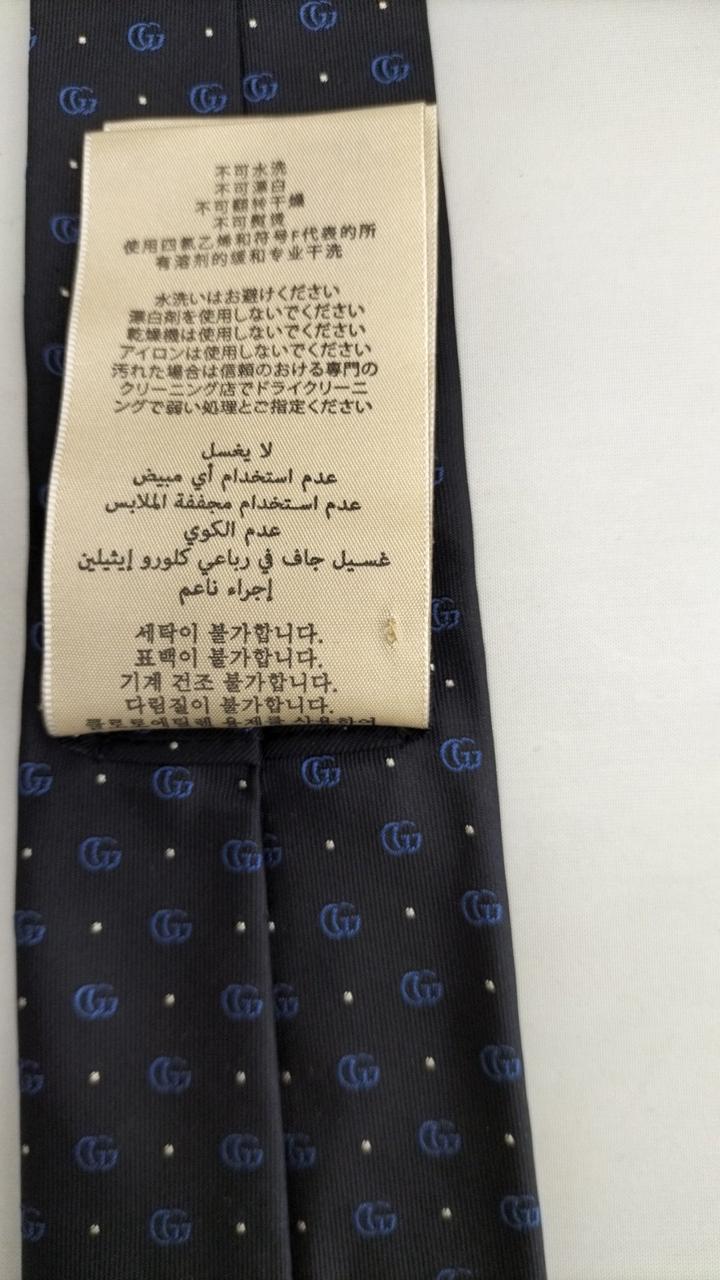 不可水洗
不可漂白
不可翻转干燥
不可熨烫
使用四氯乙烯和符号F代表的所
有溶剂的缓和专业干洗
水洗いはお避けください
漂白剤を使用しないでください
乾燥機は使用しないでください
アイロンは使用しないでください
汚れた場合は信頼のおける専門の
クリーニング店でドライクリーニ
ングで弱い処理とご指定ください
لا يغسل
عدم استخدام أي مبيض
عدم استخدام مجففة الملابس
عدم الكوي
غسيل جاف في رباعي كلورو إيثيلين
إجراء ناعم
세탁이 불가합니다.
표백이 불가합니다.
기계 건조 불가합니다.
다림질이 불가합니다.